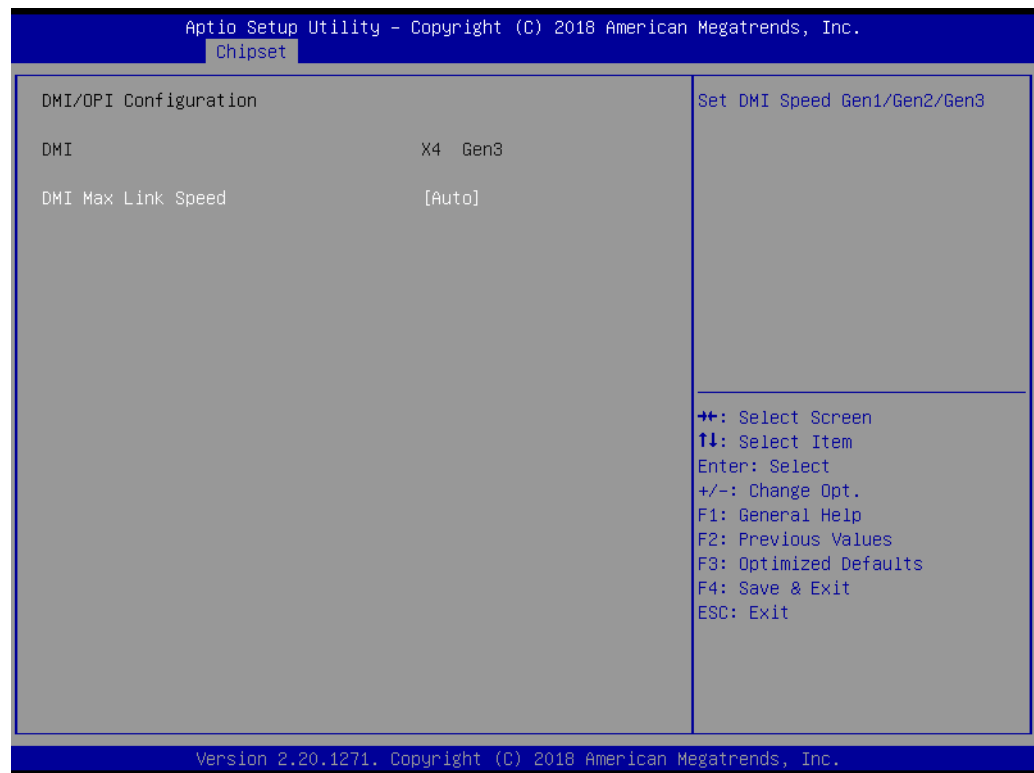 Aptio Setup Utility – Copyright (C) 2018 American Megatrends, Inc.
Chipset
DMI/OPI Configuration
DMI X4 Gen3
DMI Max Link Speed [Auto]
Set DMI Speed Gen1/Gen2/Gen3
→←: Select Screen
↑↓: Select Item
Enter: Select
+/-: Change Opt.
F1: General Help
F2: Previous Values
F3: Optimized Defaults
F4: Save & Exit
ESC: Exit
Version 2.20.1271. Copyright (C) 2018 American Megatrends, Inc.